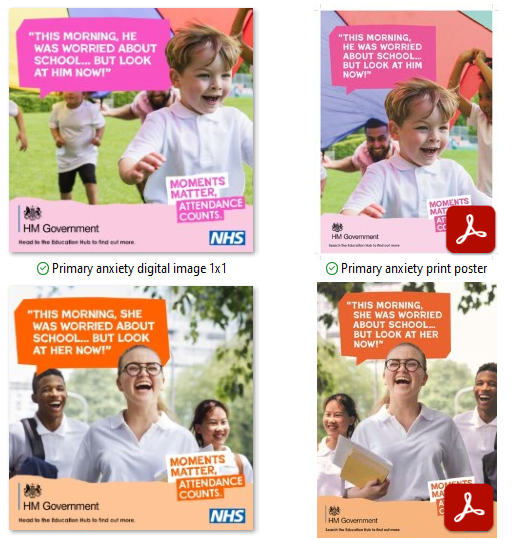 "THIS MORNING, HE
WAS WORRIED ABOUT
SCHOOL... BUT LOOK
AT HIM NOW!"
MOMENTS
MATTER,
ATTENDANCE
COUNTS.
HM Government
Head to the Education Hub to find out more.
NHS
Primary anxiety digital image 1x1
"THIS MORNING,
HE WAS WORRIED
ABOUT SCHOOL...
BUT LOOK AT HIM
NOW!"
MOMENTS
MATTER,
HM Government
Search the Education Hub to find out more.
Primary anxiety print poster
"THIS MORNING, SHE
WAS WORRIED ABOUT
SCHOOL... BUT LOOK
AT HER NOW!"
MOMENTS
MATTER,
ATTENDANCE
COUNTS.
HM Government
Head to the Education Hub to find out more.
NHS
"THIS MORNING,
SHE WAS WORRIED
ABOUT SCHOOL...
BUT LOOK AT HER
NOW!"
MOMENTS
HM Government
Search the Education Hub to find out more.